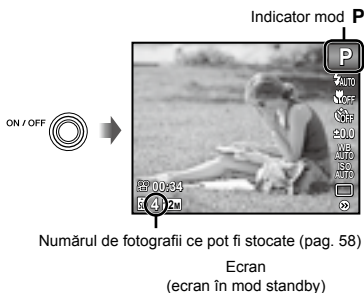 Indicator mod P
ON / OFF
P
AUTO
OFF
OFF
±0.0
WB
AUTO
ISO
AUTO
00:34
4 12M
Numărul de fotografii ce pot fi stocate (pag. 58)
Ecran
(ecran în mod standby)